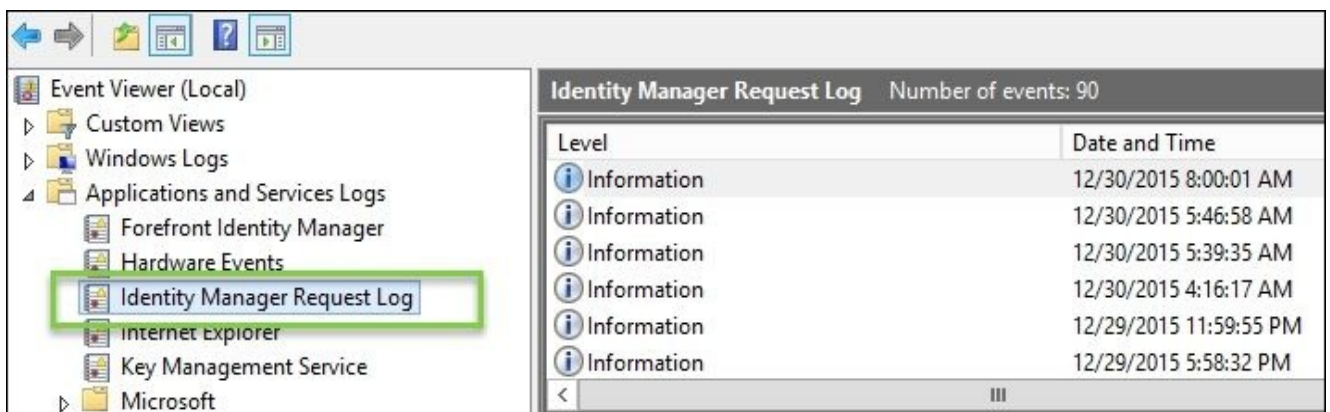 Event Viewer (Local)
Custom Views
Windows Logs
Applications and Services Logs
Forefront Identity Manager
Hardware Events
Identity Manager Request Log
Internet Explorer
Key Management Service
Microsoft
Identity Manager Request Log Number of events: 90
Level Date and Time
Information 12/30/2015 8:00:01 AM
Information 12/30/2015 5:46:58 AM
Information 12/30/2015 5:39:35 AM
Information 12/30/2015 4:16:17 AM
Information 12/29/2015 11:59:55 PM
Information 12/29/2015 5:58:32 PM